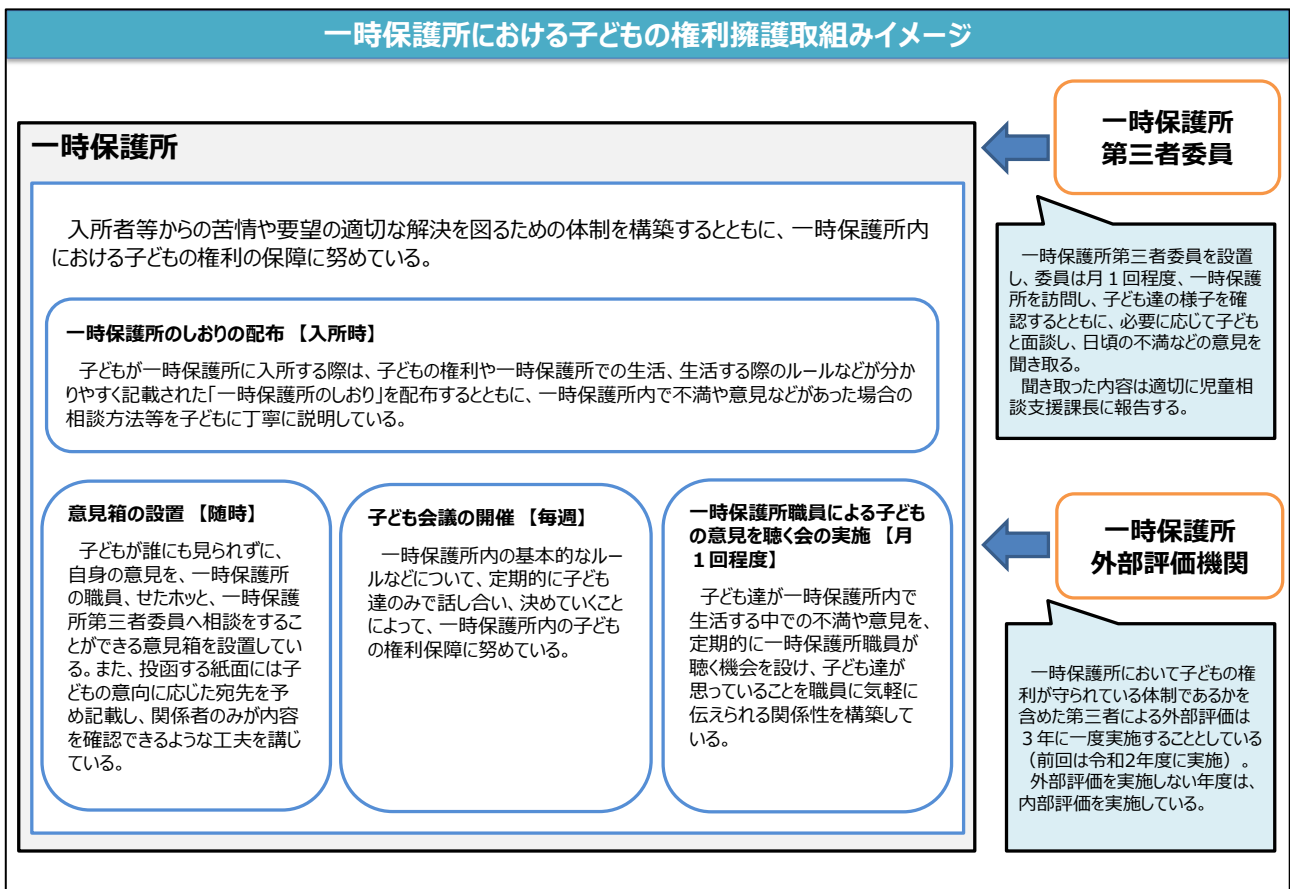 一時保護所における子どもの権利擁護取組みイメージ
一時保護所
入所者等からの苦情や要望の適切な解決を図るための体制を構築するとともに、一時保護所内
における子どもの権利の保障に努めている。
一時保護所のしおりの配布 【入所時】
子どもが一時保護所に入所する際は、子どもの権利や一時保護所での生活、生活する際のルールなどが分か
りやすく記載された「一時保護所のしおり」を配布するとともに、一時保護所内で不満や意見などがあった場合の
相談方法等を子どもに丁寧に説明している。
意見箱の設置 【随時】
子どもが誰にも見られずに、
自身の意見を、一時保護所
の職員、せたホッと、一時保護
所第三者委員へ相談をするこ
とができる意見箱を設置してい
る。また、投函する紙面には子
どもの意向に応じた宛先を予
め記載し、関係者のみが内容
を確認できるような工夫を講じ
ている。
子ども会議の開催 【毎週】
一時保護所内の基本的なルー
ルなどについて、定期的に子ども
達のみで話し合い、決めていくこと
によって、一時保護所内の子ども
の権利保障に努めている。
一時保護所職員による子ども
の意見を聴く会の実施 【月
１回程度】
子ども達が一時保護所内で
生活する中での不満や意見を、
定期的に一時保護所職員が
聴く機会を設け、子ども達が
思っていることを職員に気軽に
伝えられる関係性を構築して
いる。
一時保護所
第三者委員
一時保護所第三者委員を設置
し、委員は月１回程度、一時保護
所を訪問し、子ども達の様子を確
認するとともに、必要に応じて子ども
と面談し、日頃の不満などの意見を
聞き取る。
聞き取った内容は適切に児童相
談支援課長に報告する。
一時保護所
外部評価機関
一時保護所において子どもの権
利が守られている体制であるかを
含めた第三者による外部評価は
３年に一度実施することとしている
（前回は令和2年度に実施）。
外部評価を実施しない年度は、
内部評価を実施している。